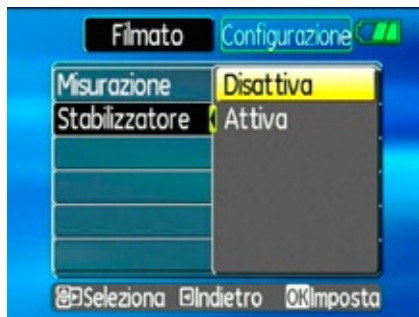 Filmato Configurazione
Misurazione Disattiva
Stabilizzatore Attiva
Seleziona Indietro OK Imposta